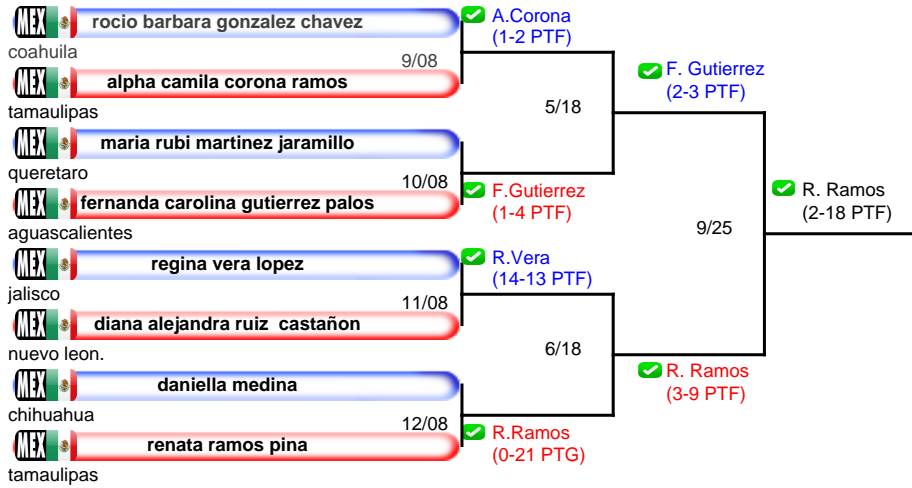 MEX rocio barbara gonzalez chavez
coahuila
9/08
MEX alpha camila corona ramos
tamaulipas
MEX maria rubi martinez jaramillo
queretaro
10/08
MEX fernanda carolina gutierrez palos
aguascalientes
MEX regina vera lopez
jalisco
11/08
MEX diana alejandra ruiz  castañon
nuevo leon.
MEX daniella medina
chihuahua
12/08
MEX renata ramos pina
tamaulipas
A.Corona
(1-2 PTF)
F.Gutierrez
(1-4 PTF)
R.Vera
(14-13 PTF)
R.Ramos
(0-21 PTG)
5/18
6/18
F. Gutierrez
(2-3 PTF)
R. Ramos
(3-9 PTF)
9/25
R. Ramos
(2-18 PTF)